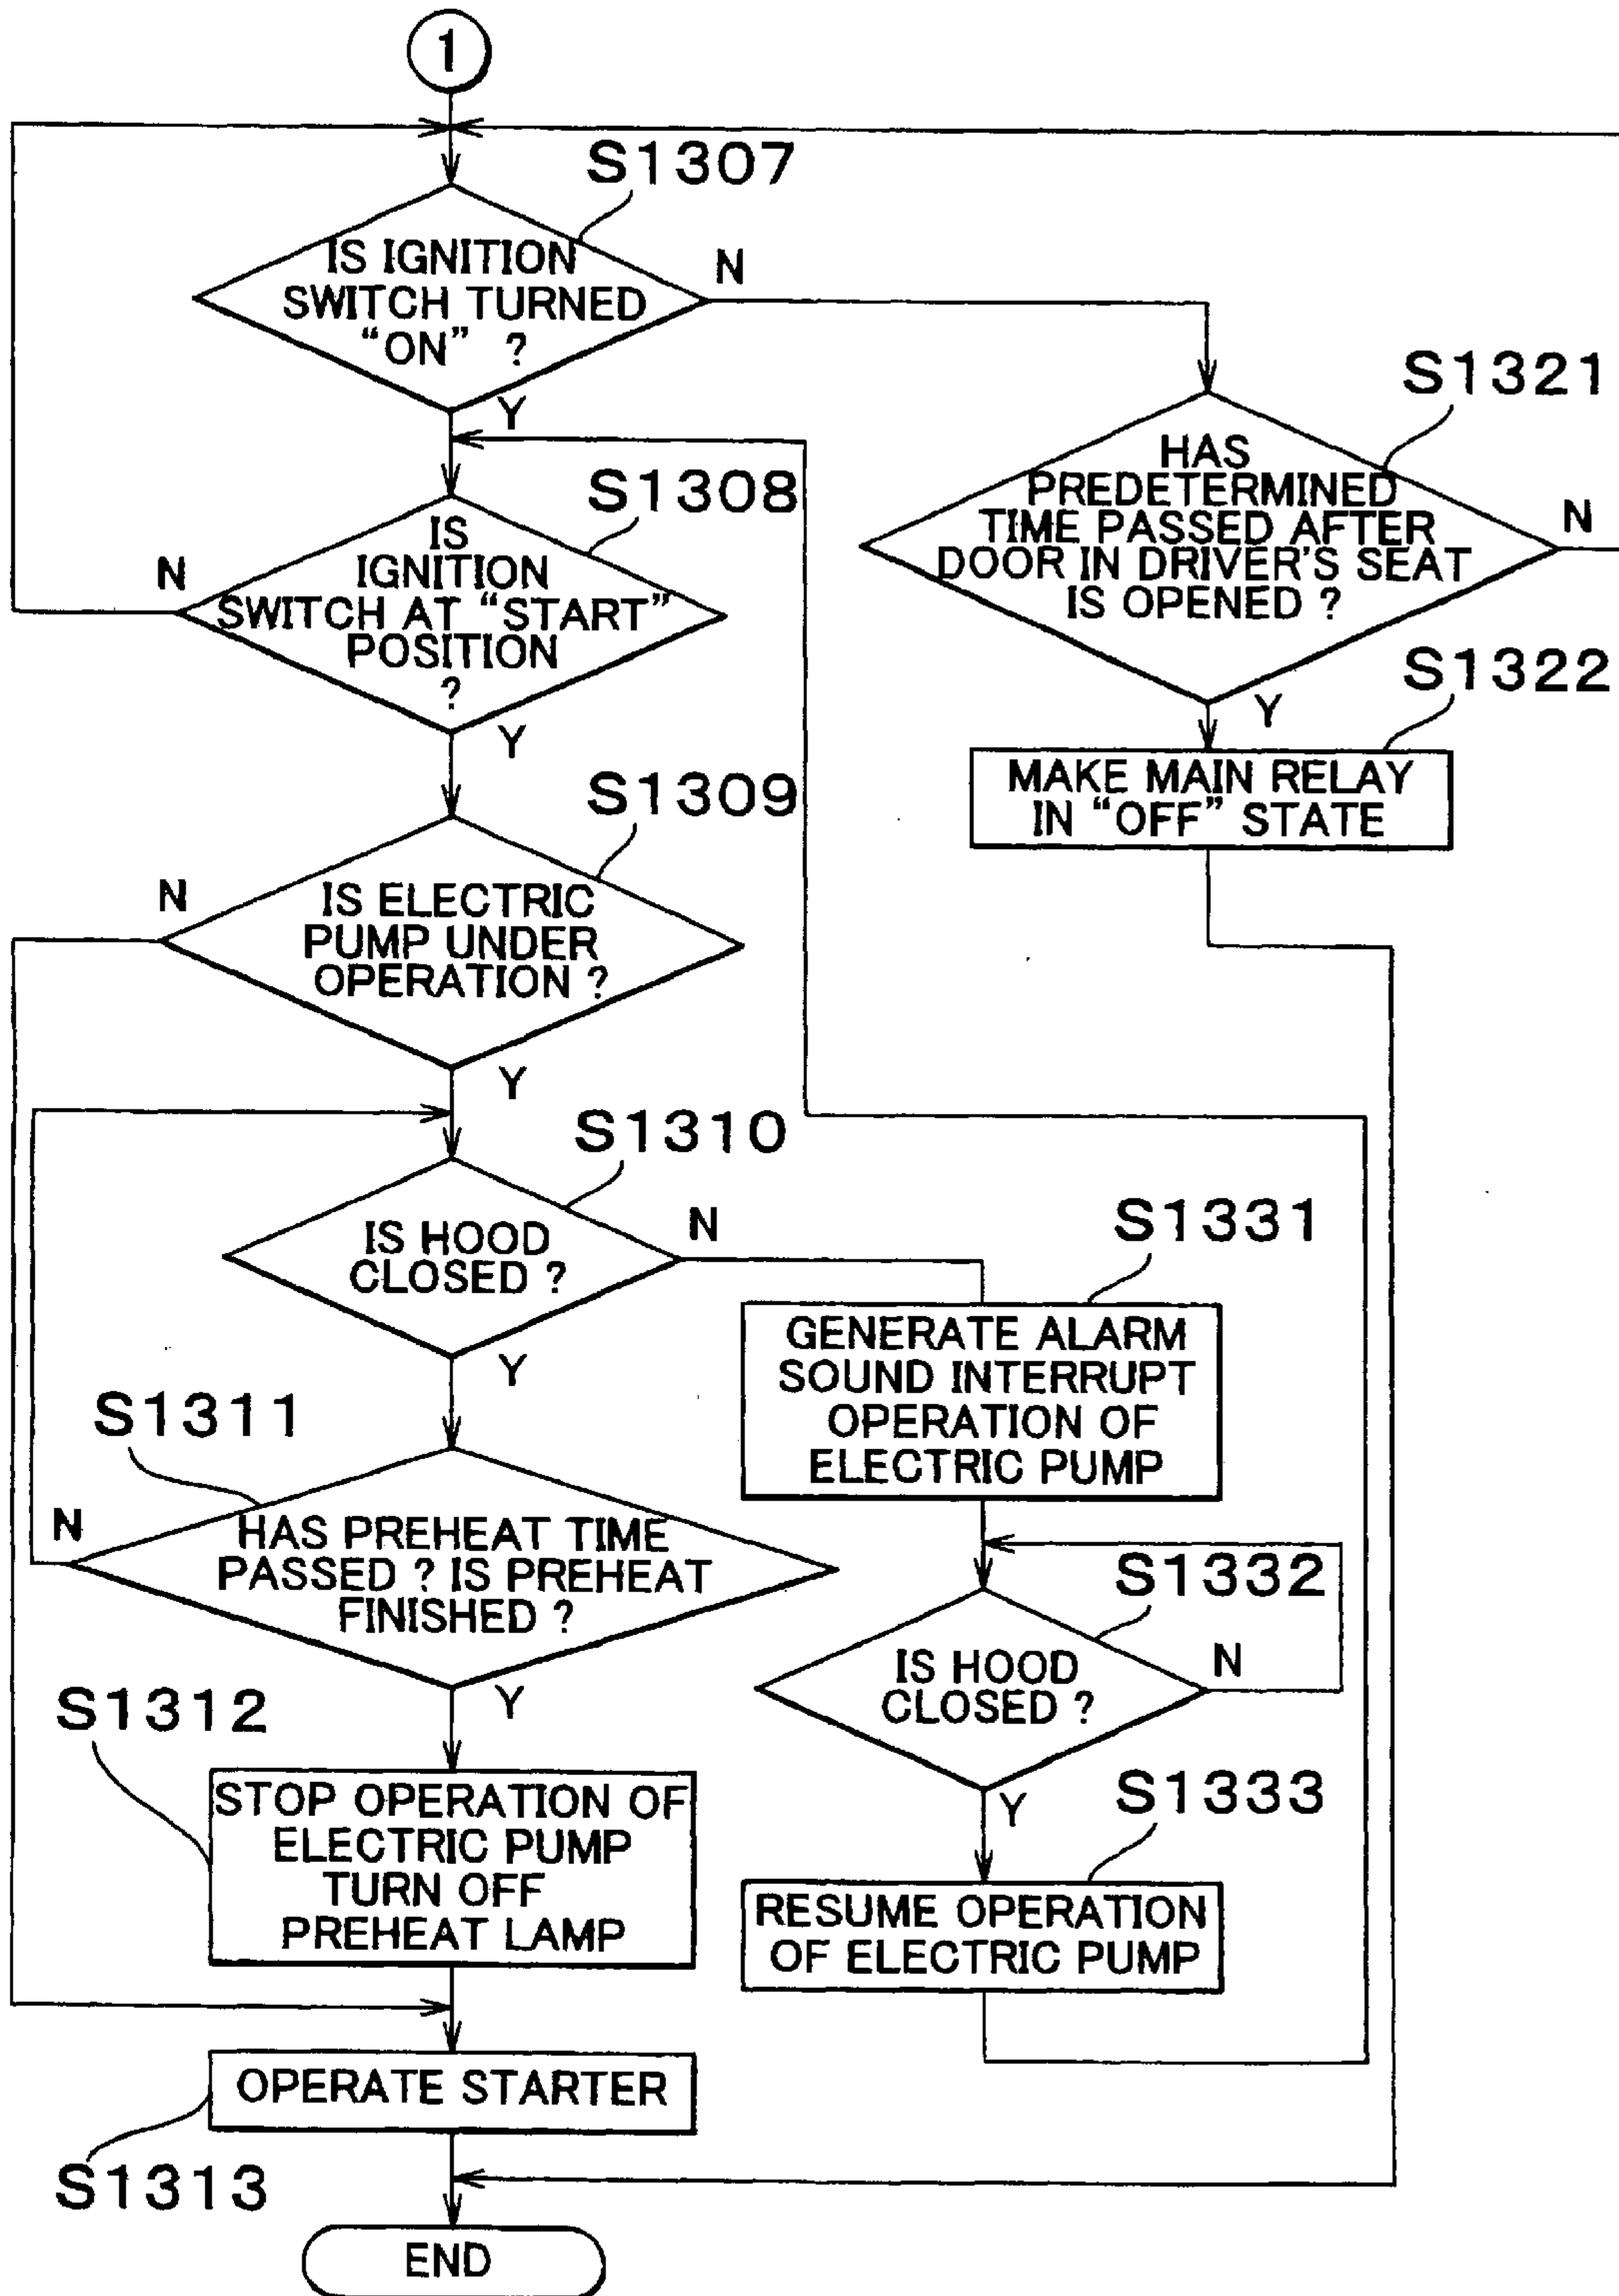 1
S1307
IS IGNITION
SWITCH TURNED
“ON” ?
N
Y
S1321
HAS
PREDETERMINED
TIME PASSED AFTER
DOOR IN DRIVER'S SEAT
IS OPENED ?
N
Y
S1308
IS
IGNITION
SWITCH AT “START”
POSITION
?
N
Y
S1322
MAKE MAIN RELAY
IN “OFF” STATE
S1309
IS ELECTRIC
PUMP UNDER
OPERATION ?
N
Y
S1310
IS HOOD
CLOSED ?
N
Y
S1331
GENERATE ALARM
SOUND INTERRUPT
OPERATION OF
ELECTRIC PUMP
S1311
HAS PREHEAT TIME
PASSED ? IS PREHEAT
FINISHED ?
N
Y
S1332
IS HOOD
CLOSED ?
N
Y
S1312
STOP OPERATION OF
ELECTRIC PUMP
TURN OFF
PREHEAT LAMP
S1333
RESUME OPERATION
OF ELECTRIC PUMP
OPERATE STARTER
S1313
END